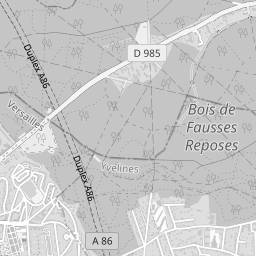 Duplex A86
D 985
Versailles
Bois de
Fausses
Reposes
Duplex A86
Yvelines
A 86